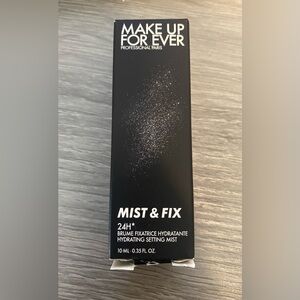 MAKE UP
FOR EVER
PROFESSIONAL PARIS
MIST & FIX
24H*
BRUME FIXATRICE HYDRATANTE
HYDRATING SETTING MIST
10 ML 0.33 FL. OZ.